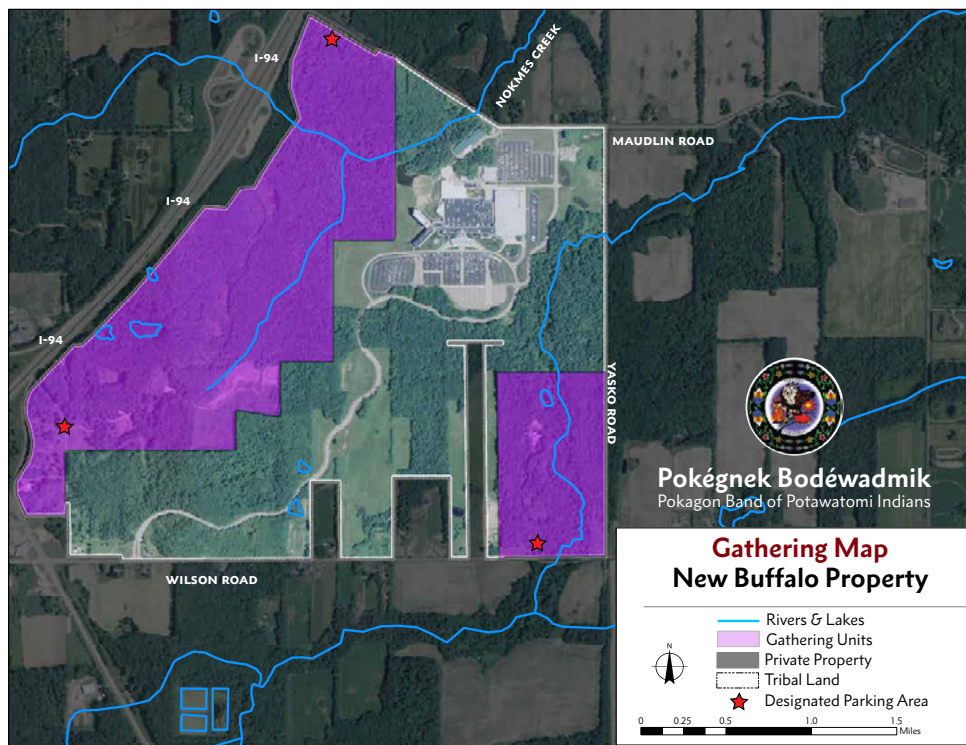 I-94
I-94
NOKMES CREEK
MAUDLIN ROAD
I-94
I-94
YASKO ROAD
WILSON ROAD
Pokégnek Bodéwadmik
Pokagon Band of Potawatomi Indians
Gathering Map
New Buffalo Property
Rivers & Lakes
Gathering Units
Private Property
Tribal Land
Designated Parking Area
N
0 0.25 0.5 1.0 1.5
Miles